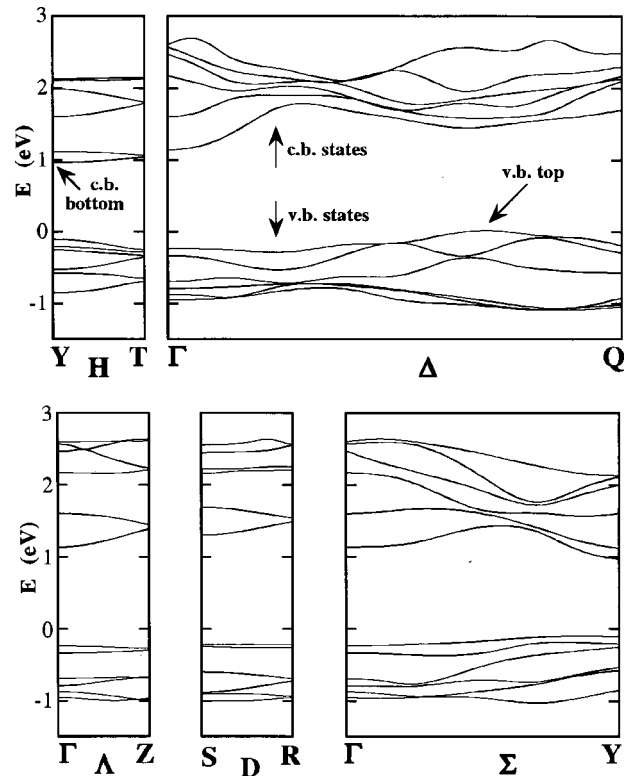 3
2
1
0
-1
E (eV)
c.b.
bottom
c.b. states
v.b. states
v.b. top
Y H T Γ Δ Q
3
2
1
0
-1
E (eV)
Γ Λ Z S D R Γ Σ Y